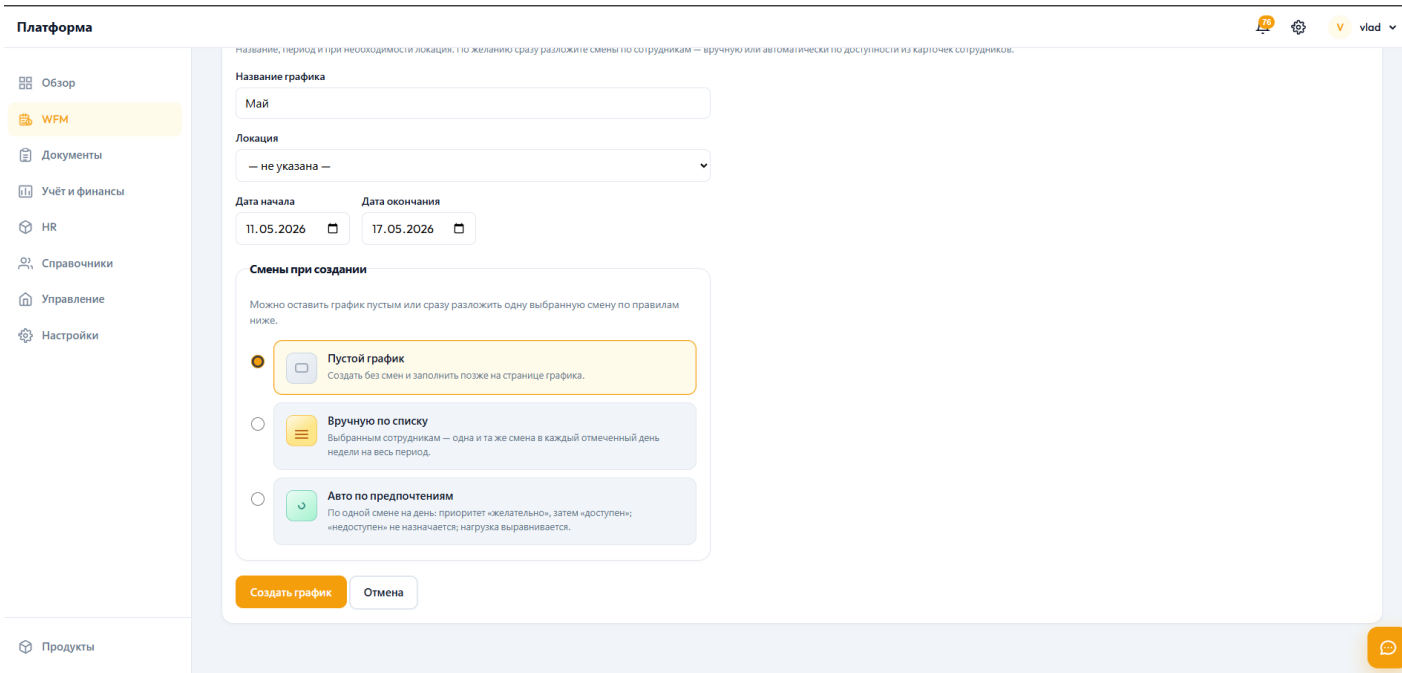 Платформа
76
V
vlad
Обзор
WFM
Документы
Учёт и финансы
HR
Справочники
Управление
Настройки
Продукты
Название, период и при необходимости локация. По желанию сразу разложите смены по сотрудникам — вручную или автоматически по доступности из карточек сотрудников.
Название графика
Май
Локация
— не указана —
Дата начала
Дата окончания
11.05.2026
17.05.2026
Смены при создании
Можно оставить график пустым или сразу разложить одну выбранную смену по правилам
ниже.
Пустой график
Создать без смен и заполнить позже на странице графика.
Вручную по списку
Выбранным сотрудникам — одна и та же смена в каждый отмеченный день
недели на весь период.
Авто по предпочтениям
По одной смене на день: приоритет «желательно», затем «доступен»;
«недоступен» не назначается; нагрузка выравнивается.
Создать график
Отмена